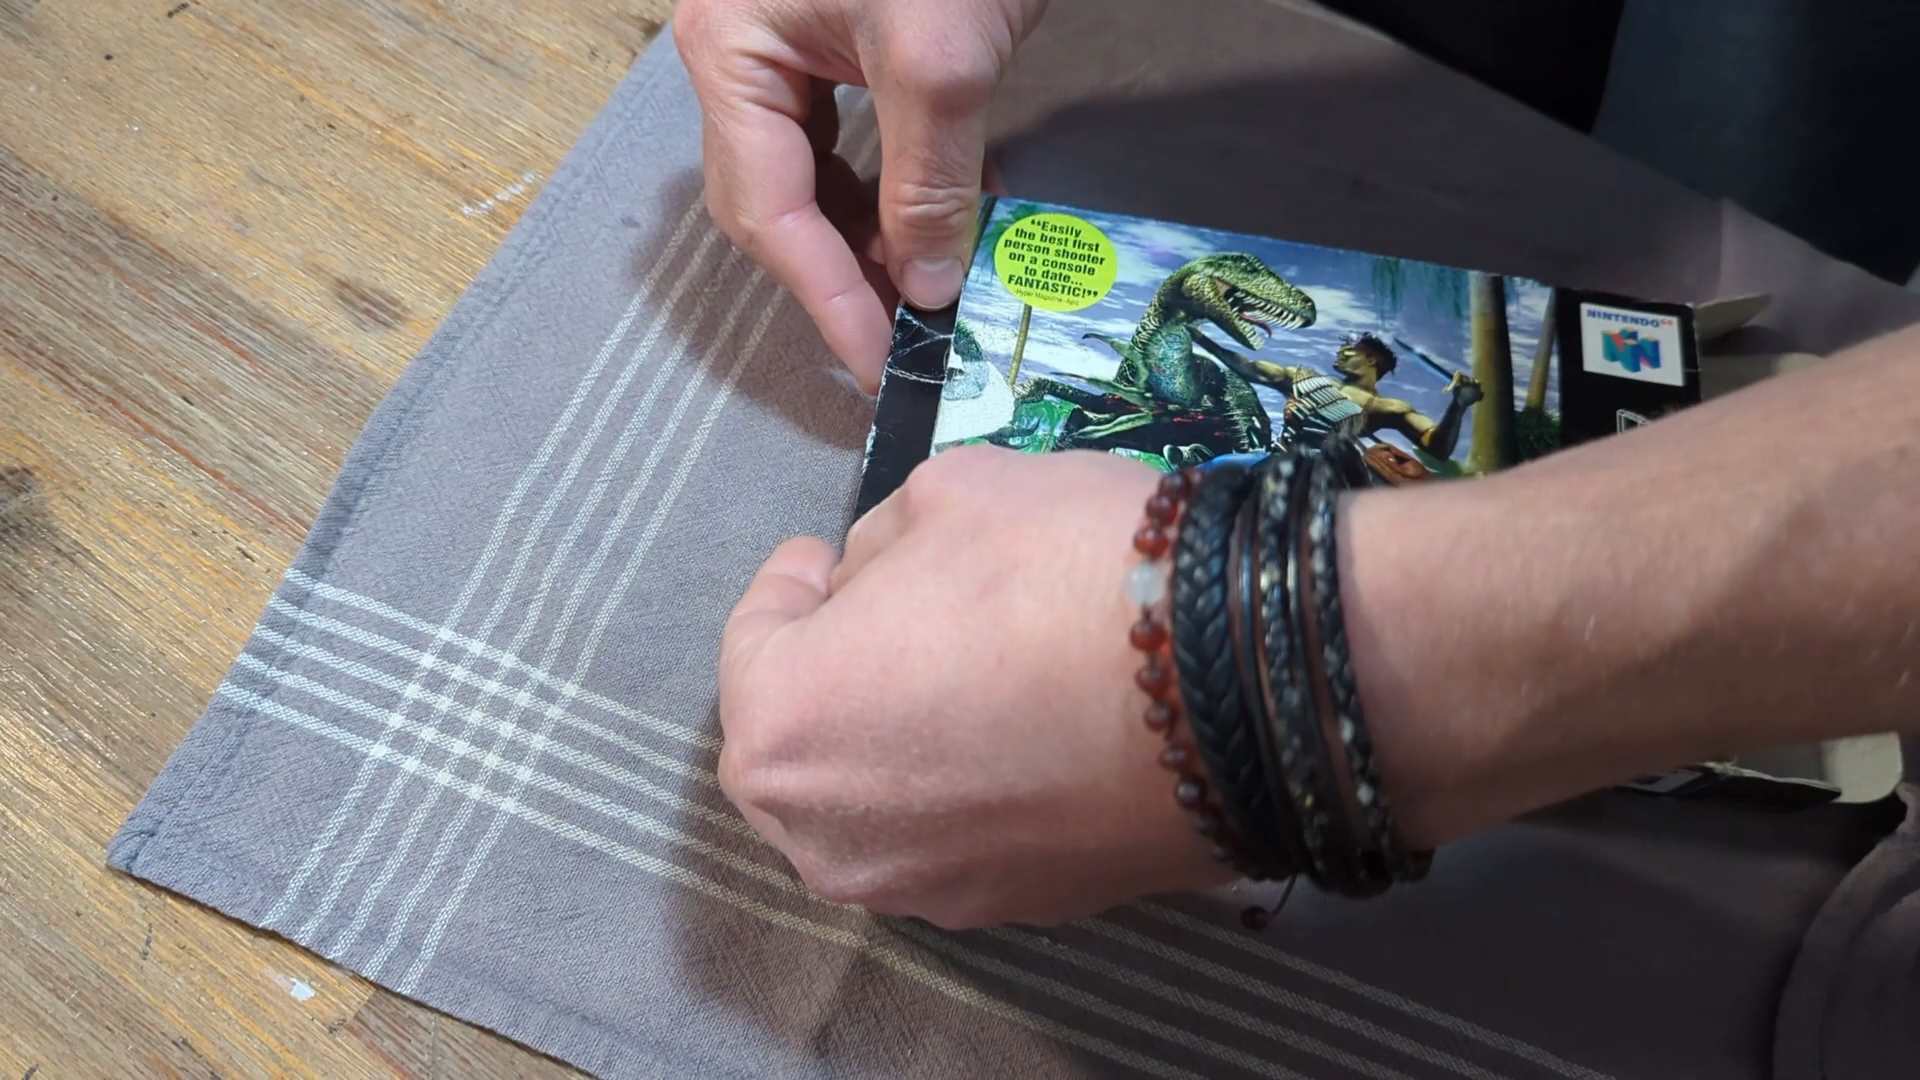 “Easily
the best first
person shooter
on a console
to date...
FANTASTIC!”
NINTENDO64